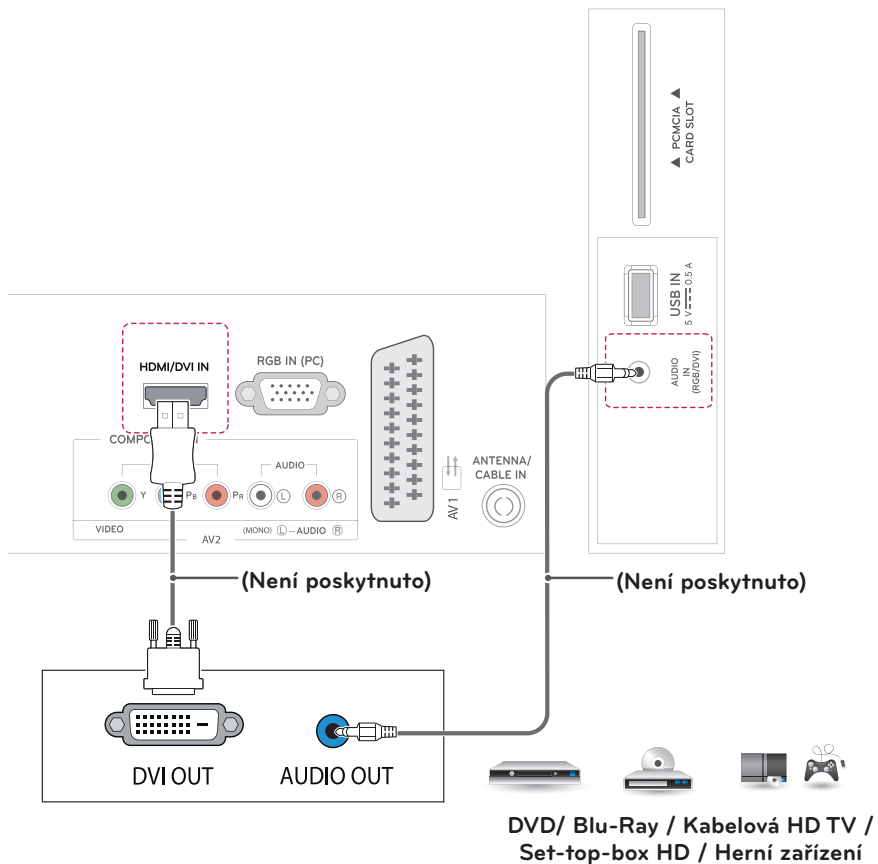 ▲ PCMCIA ▲
CARD SLOT
USB IN
5 V 0.5 A
AUDIO
IN
(RGB/DVI)
HDMI/DVI IN
RGB IN (PC)
AUDIO
Y PB PR L R
VIDEO
AV2
(MONO) L - AUDIO R
AV1
ANTENNA/
CABLE IN
(Není poskytnuto)
(Není poskytnuto)
DVI OUT
AUDIO OUT
DVD/ Blu-Ray / Kabelová HD TV /
Set-top-box HD / Herní zařízení